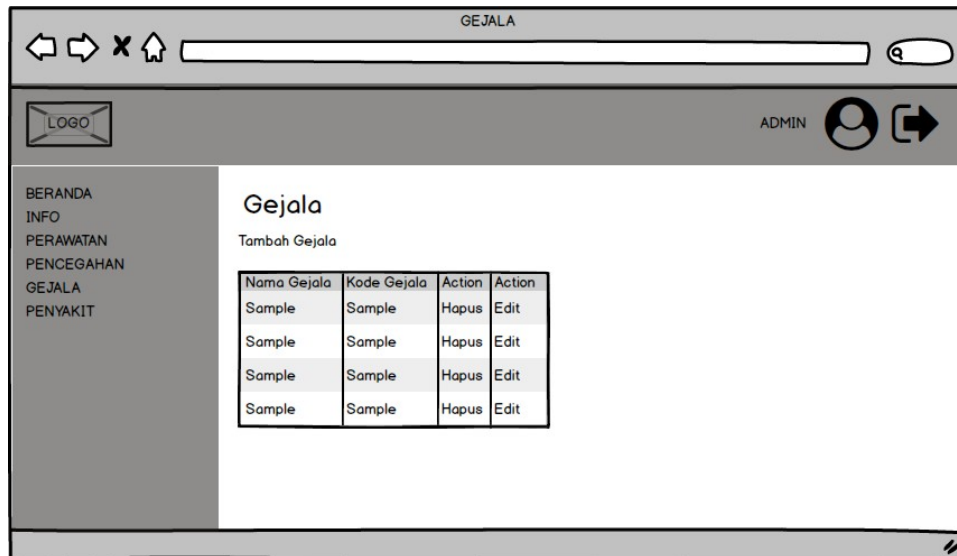 GEJALA
LOGO
ADMIN
BERANDA
INFO
PERAWATAN
PENCEGAHAN
GEJALA
PENYAKIT
Gejala
Tambah Gejala
Nama Gejala Kode Gejala Action Action
Sample Sample Hapus Edit
Sample Sample Hapus Edit
Sample Sample Hapus Edit
Sample Sample Hapus Edit